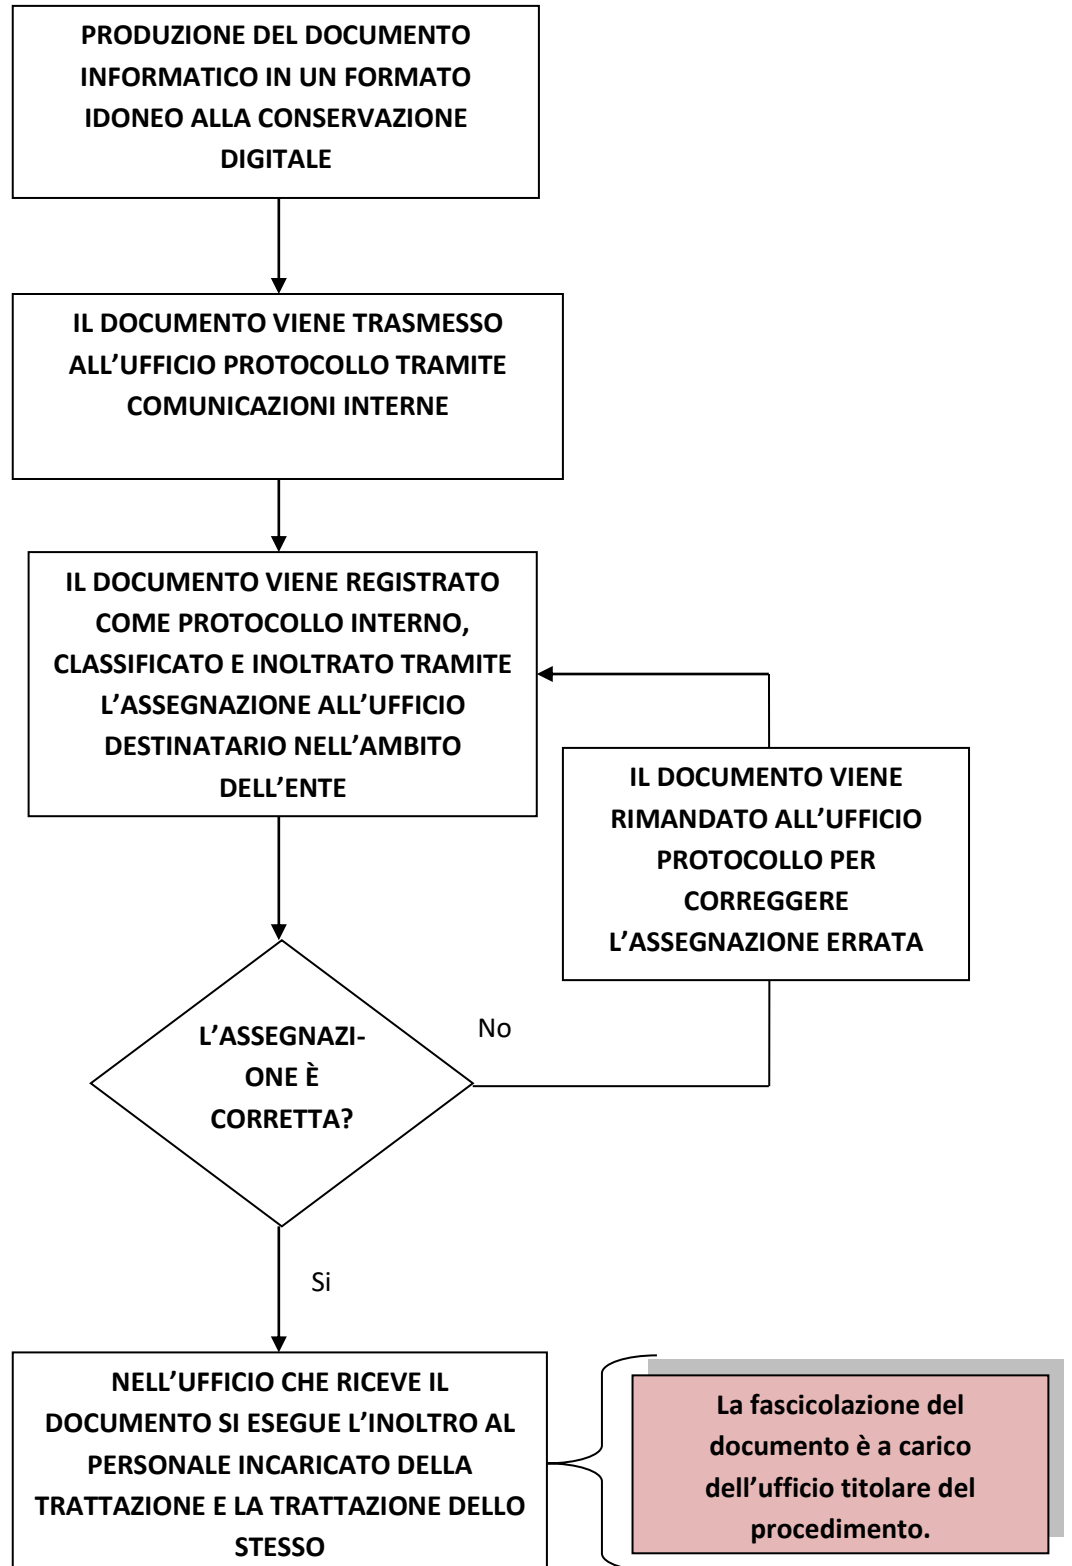 PRODUZIONE DEL DOCUMENTO
INFORMATICO IN UN FORMATO
IDONEO ALLA CONSERVAZIONE
DIGITALE
IL DOCUMENTO VIENE TRASMESSO
ALL’UFFICIO PROTOCOLLO TRAMITE
COMUNICAZIONI INTERNE
IL DOCUMENTO VIENE REGISTRATO
COME PROTOCOLLO INTERNO,
CLASSIFICATO E INOLTRATO TRAMITE
L’ASSEGNAZIONE ALL’UFFICIO
DESTINATARIO NELL’AMBITO
DELL’ENTE
IL DOCUMENTO VIENE
RIMANDATO ALL’UFFICIO
PROTOCOLLO PER
CORREGGERE
L’ASSEGNAZIONE ERRATA
L’ASSEGNAZI-
ONE È
CORRETTA?
No
Si
NELL’UFFICIO CHE RICEVE IL
DOCUMENTO SI ESEGUE L’INOLTRO AL
PERSONALE INCARICATO DELLA
TRATTAZIONE E LA TRATTAZIONE DELLO
STESSO
La fascicolazione del
documento è a carico
dell’ufficio titolare del
procedimento.